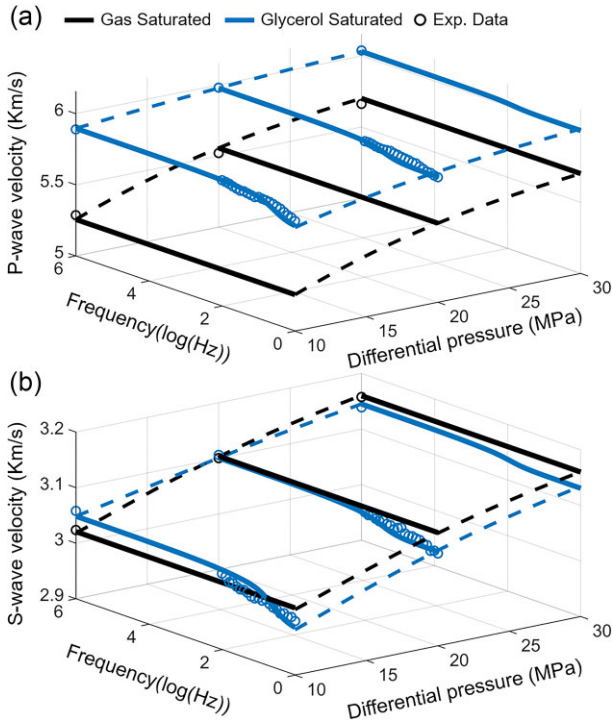 (a)
Gas Saturated Glycerol Saturated Exp. Data
P-wave velocity (Km/s)
6
5.5
5
6
4
2
0
Frequency(log(Hz))
10
15
20
25
30
Differential pressure (MPa)
(b)
S-wave velocity (Km/s)
3.2
3.1
3.1
3
2.9
6
4
2
0
Frequency(log(Hz))
10
15
20
25
30
Differential pressure (MPa)